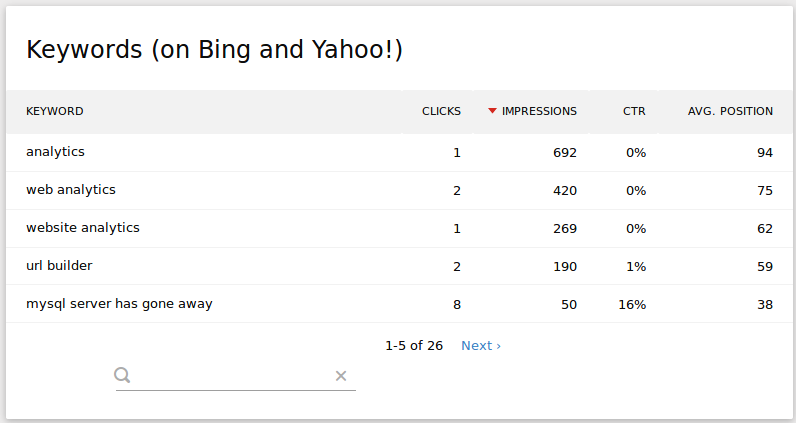 Keywords (on Bing and Yahoo!)
KEYWORD CLICKS IMPRESSIONS CTR AVG. POSITION
analytics 1 692 0% 94
web analytics 2 420 0% 75
website analytics 1 269 0% 62
url builder 2 190 1% 59
mysql server has gone away 8 50 16% 38
1-5 of 26 Next ›